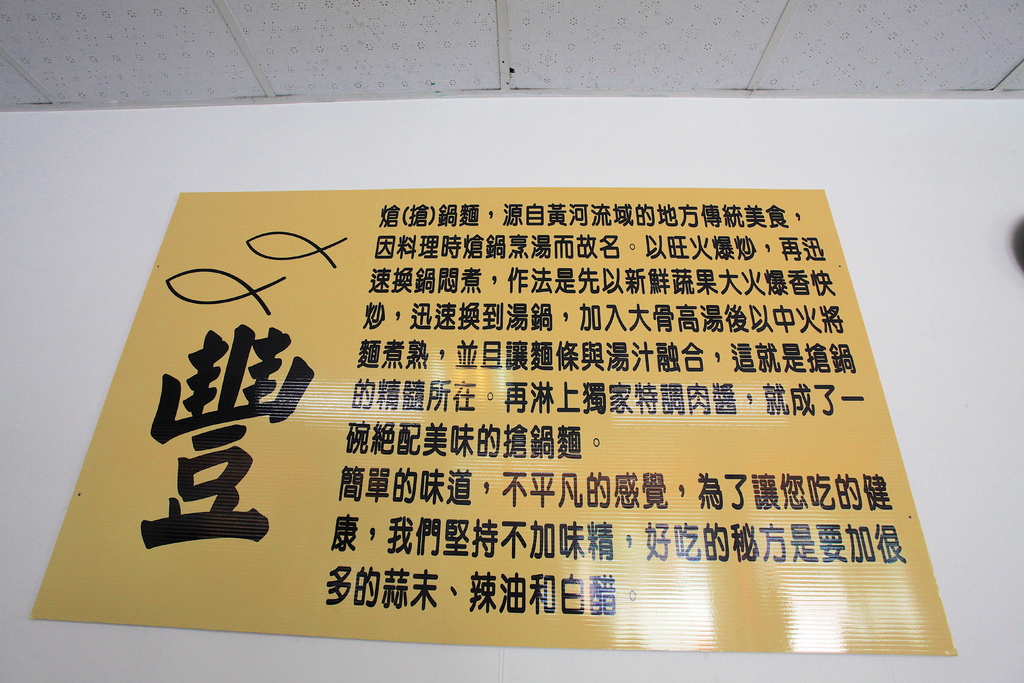 豐
熗(搶)鍋麵，源自黃河流域的地方傳統美食，
因料理時熗鍋烹湯而故名。以旺火爆炒，再迅
速換鍋悶煮，作法是先以新鮮蔬果大火爆香快
炒，迅速換到湯鍋，加入大骨高湯後以中火將
麵煮熟，並且讓麵條與湯汁融合，這就是搶鍋
的精髓所在。再淋上獨家特調肉醬，就成了一
碗絕配美味的搶鍋麵。
簡單的味道，不平凡的感覺，為了讓您吃的健
康，我們堅持不加味精，好吃的秘方是要加很
多的蒜末、辣油和白醋。